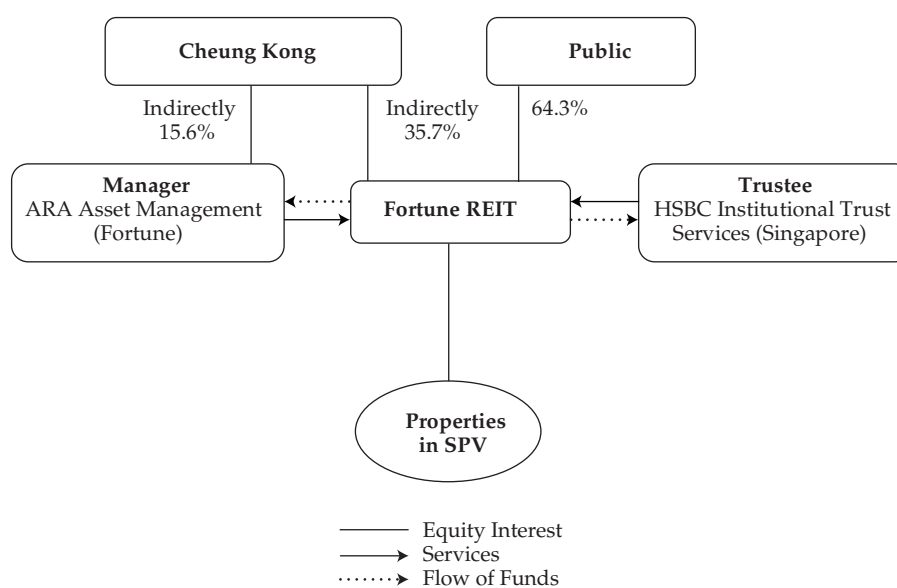 Cheung Kong
Public
Indirectly
15.6%
Indirectly
35.7%
64.3%
Manager
ARA Asset Management
(Fortune)
Fortune REIT
Trustee
HSBC Institutional Trust
Services (Singapore)
Properties
in SPV
Equity Interest
Services
Flow of Funds